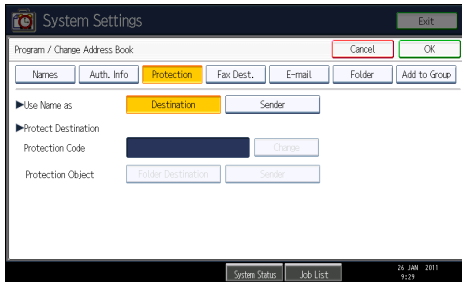 System Settings Exit
Program / Change Address Book Cancel OK
Names Auth. Info Protection Fax Dest. E-mail Folder Add to Group
▶Use Name as Destination Sender
▶Protect Destination
Protection Code Change
Protection Object Folder Destination Sender
System Status Job List 26 JAN 2011
9:29